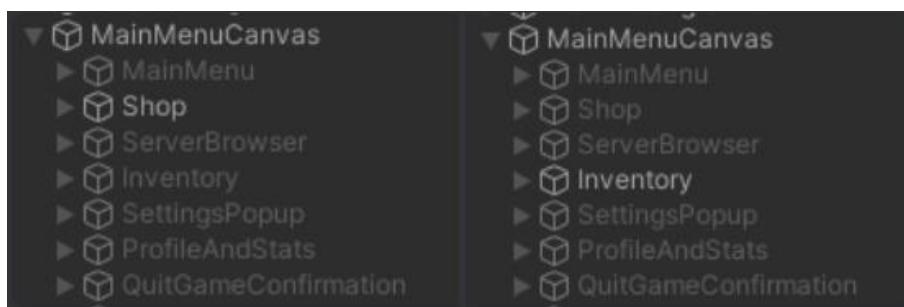 MainMenuCanvas
MainMenu
Shop
ServerBrowser
Inventory
SettingsPopup
ProfileAndStats
QuitGameConfirmation
MainMenuCanvas
MainMenu
Shop
ServerBrowser
Inventory
SettingsPopup
ProfileAndStats
QuitGameConfirmation